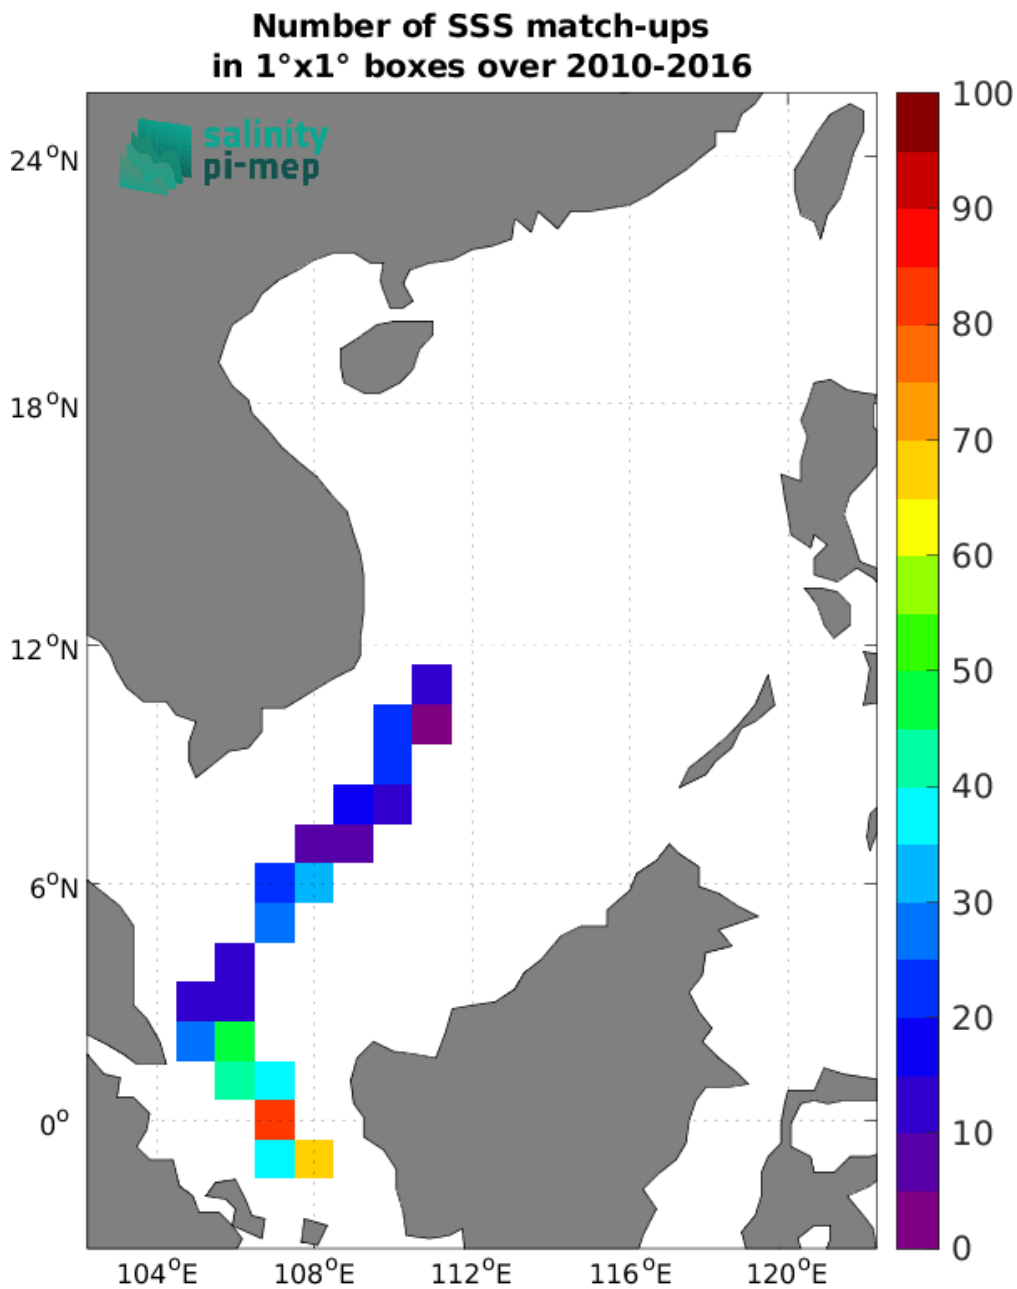 Number of SSS match-ups
in 1°x1° boxes over 2010-2016
salinity
pi-mep
24°N
18°N
12°N
6°N
0°
104°E
108°E
112°E
116°E
120°E
100
90
80
70
60
50
40
30
20
10
0